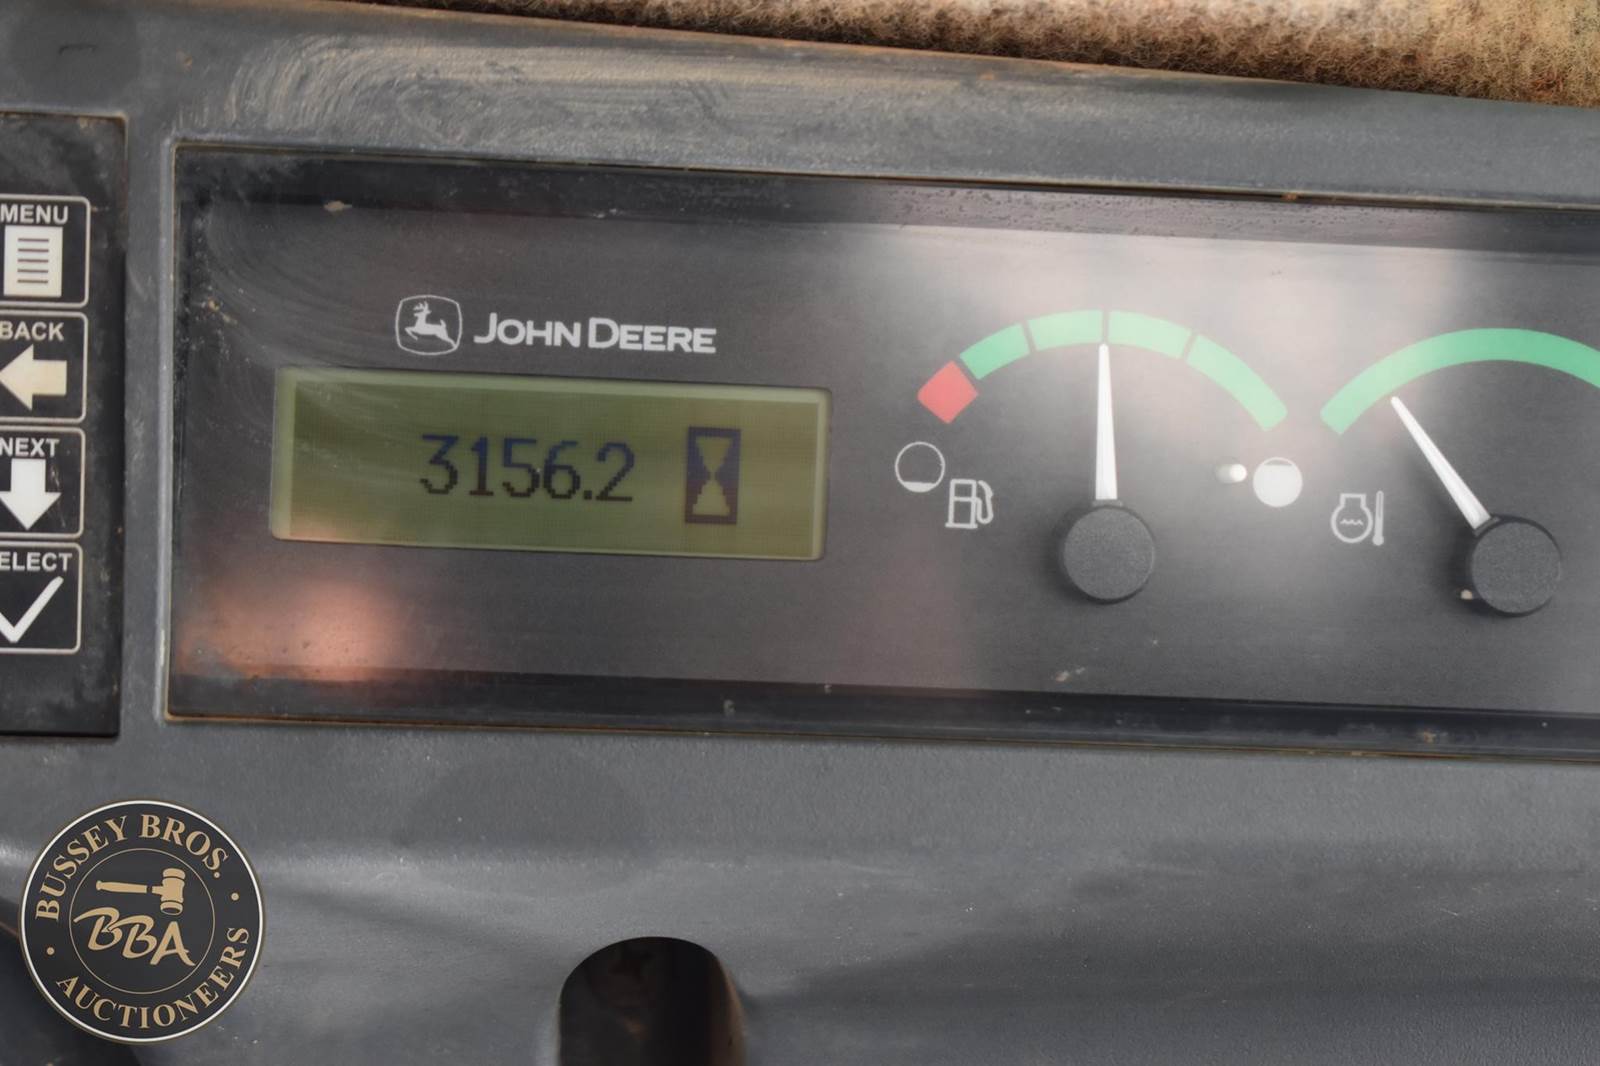 MENU
BACK
NEXT
ELECT
JOHN DEERE
3156.2
BUSSEY BROS.
BBA
AUCTIONEERS